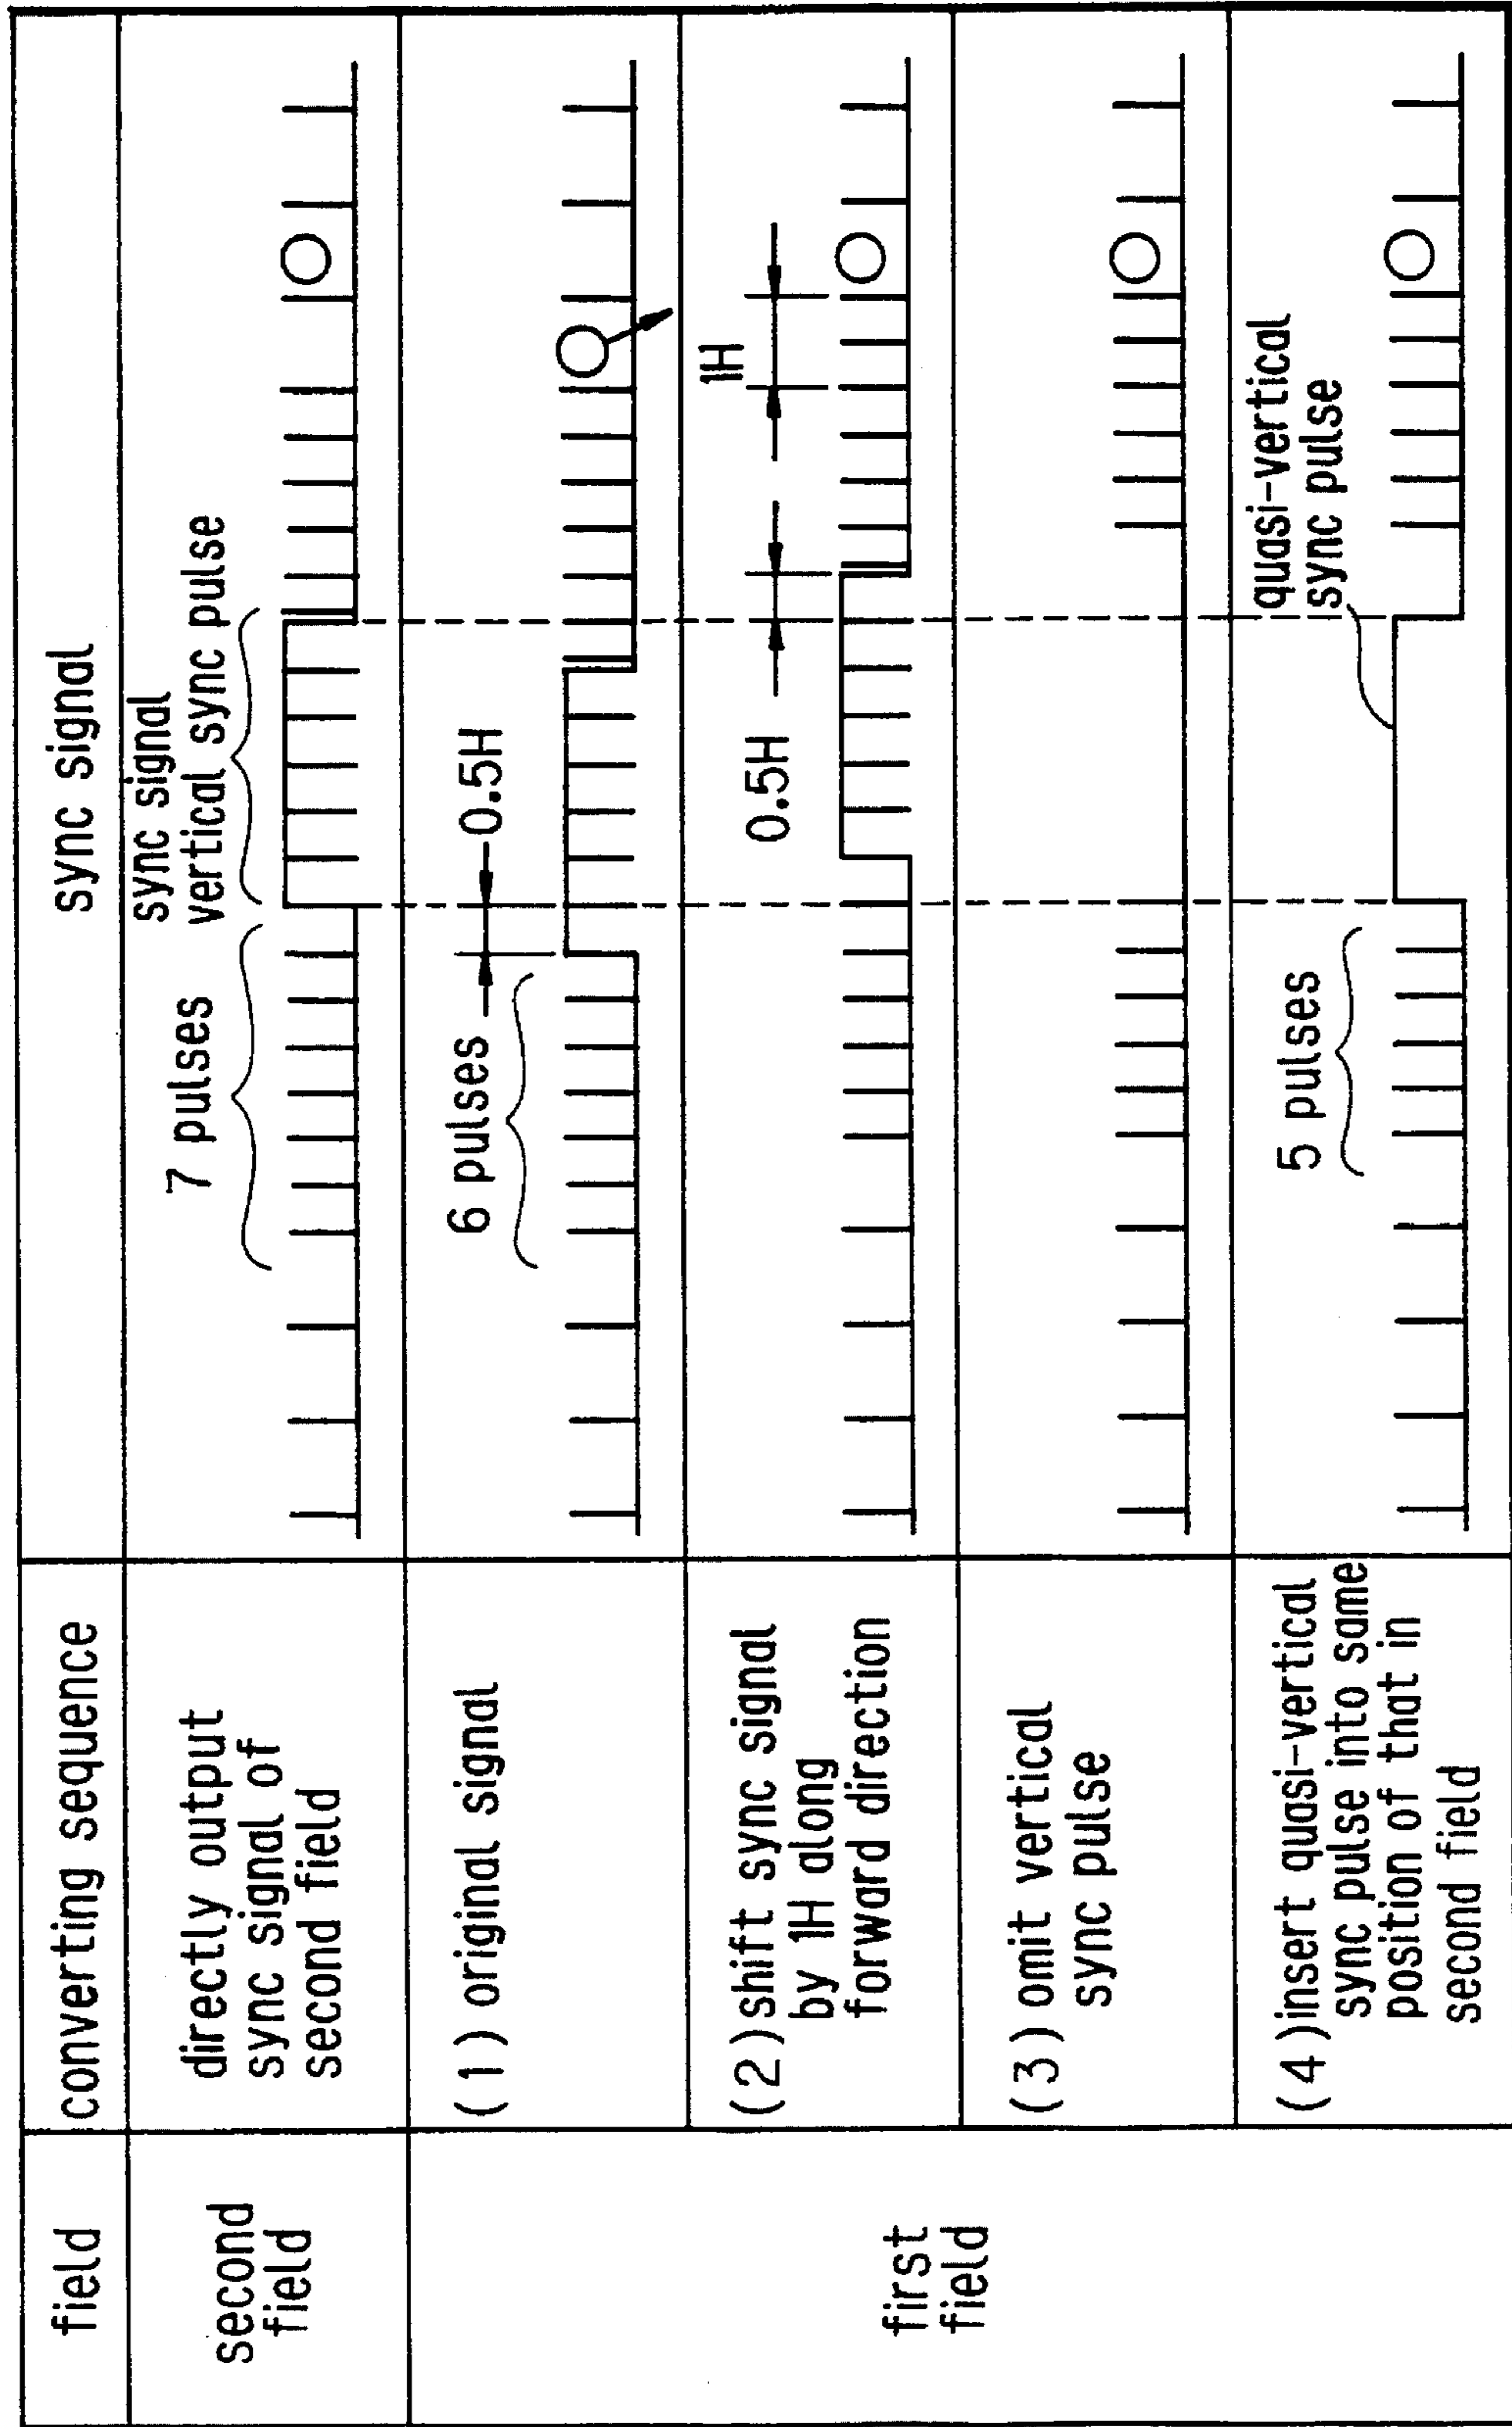 field
converting sequence
sync signal
second
field
directly output
sync signal of
second field
7 pulses
sync signal
vertical sync pulse
first
field
(1) original signal
6 pulses
0.5H
(2) shift sync signal
by 1H along
forward direction
0.5H
1H
(3) omit vertical
sync pulse
(4) insert quasi-vertical
sync pulse into same
position of that in
second field
5 pulses
quasi-vertical
sync pulse